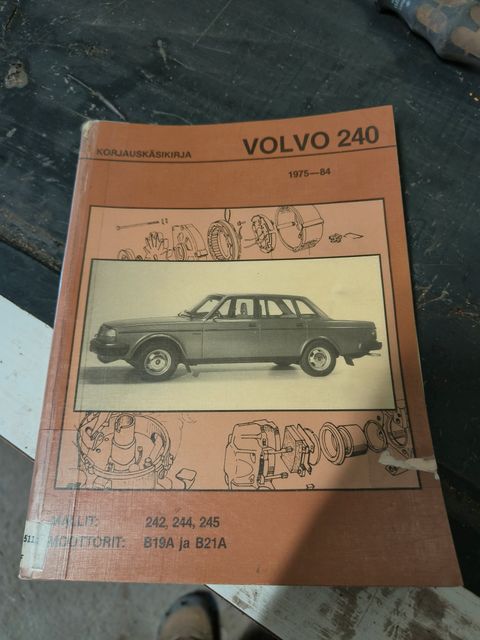 KORJAUSKÄSIKIRJA
VOLVO 240
1975—84
MALLIT: 242, 244, 245
MOOTTORIT: B19A ja B21A